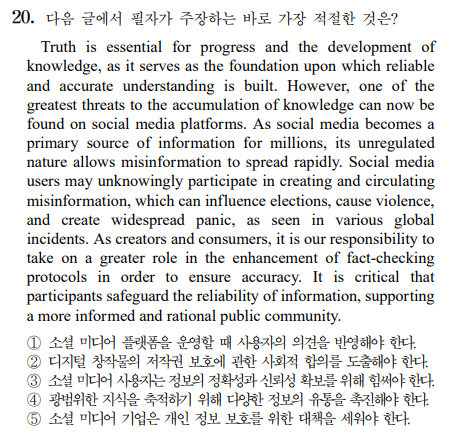 20. 다음 글에서 필자가 주장하는 바로 가장 적절한 것은?
Truth is essential for progress and the development of
knowledge, as it serves as the foundation upon which reliable
and accurate understanding is built. However, one of the
greatest threats to the accumulation of knowledge can now be
found on social media platforms. As social media becomes a
primary source of information for millions, its unregulated
nature allows misinformation to spread rapidly. Social media
users may unknowingly participate in creating and circulating
misinformation, which can influence elections, cause violence,
and create widespread panic, as seen in various global
incidents. As creators and consumers, it is our responsibility to
take on a greater role in the enhancement of fact-checking
protocols in order to ensure accuracy. It is critical that
participants safeguard the reliability of information, supporting
a more informed and rational public community.
① 소셜 미디어 플랫폼을 운영할 때 사용자의 의견을 반영해야 한다.
② 디지털 창작물의 저작권 보호에 관한 사회적 합의를 도출해야 한다.
③ 소셜 미디어 사용자는 정보의 정확성과 신뢰성 확보를 위해 힘써야 한다.
④ 광범위한 지식을 축적하기 위해 다양한 정보의 유통을 촉진해야 한다.
⑤ 소셜 미디어 기업은 개인 정보 보호를 위한 대책을 세워야 한다.